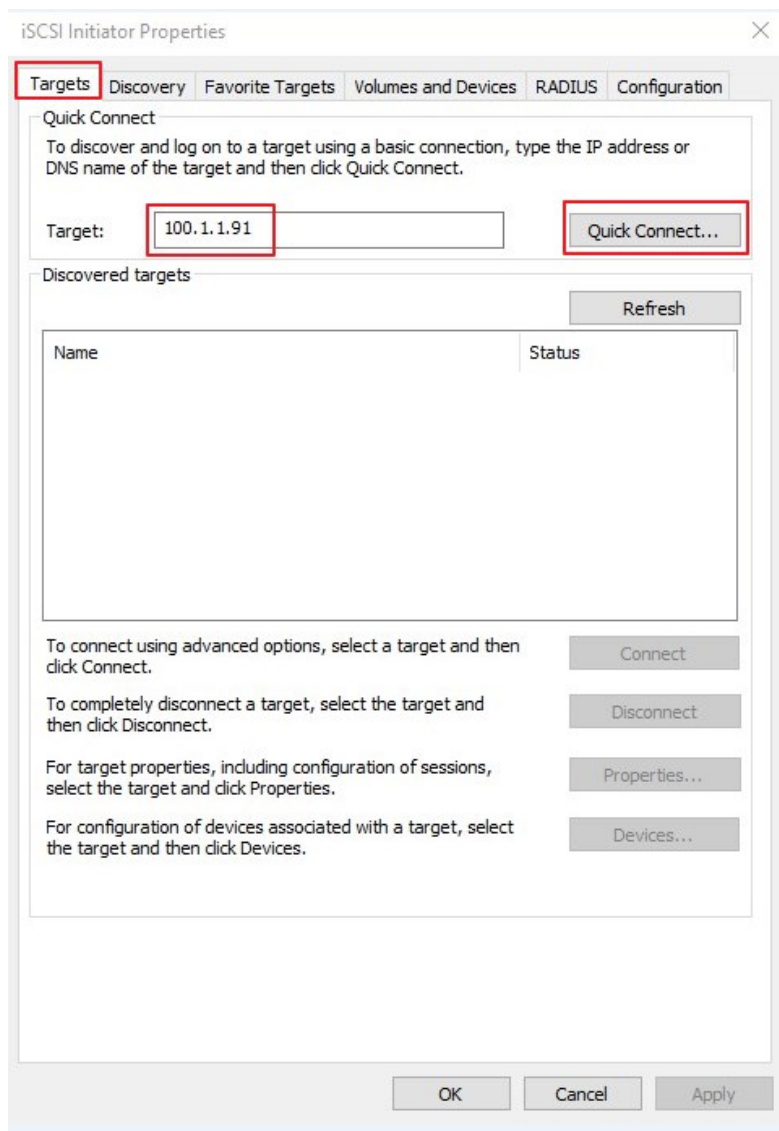 iSCSI Initiator Properties
Targets Discovery Favorite Targets Volumes and Devices RADIUS Configuration
Quick Connect
To discover and log on to a target using a basic connection, type the IP address or
DNS name of the target and then click Quick Connect.
Target: 100.1.1.91 Quick Connect...
Discovered targets
Refresh
Name Status
To connect using advanced options, select a target and then
click Connect.
Connect
To completely disconnect a target, select the target and
then click Disconnect.
Disconnect
For target properties, including configuration of sessions,
select the target and click Properties.
Properties...
For configuration of devices associated with a target, select
the target and then click Devices.
Devices...
OK Cancel Apply